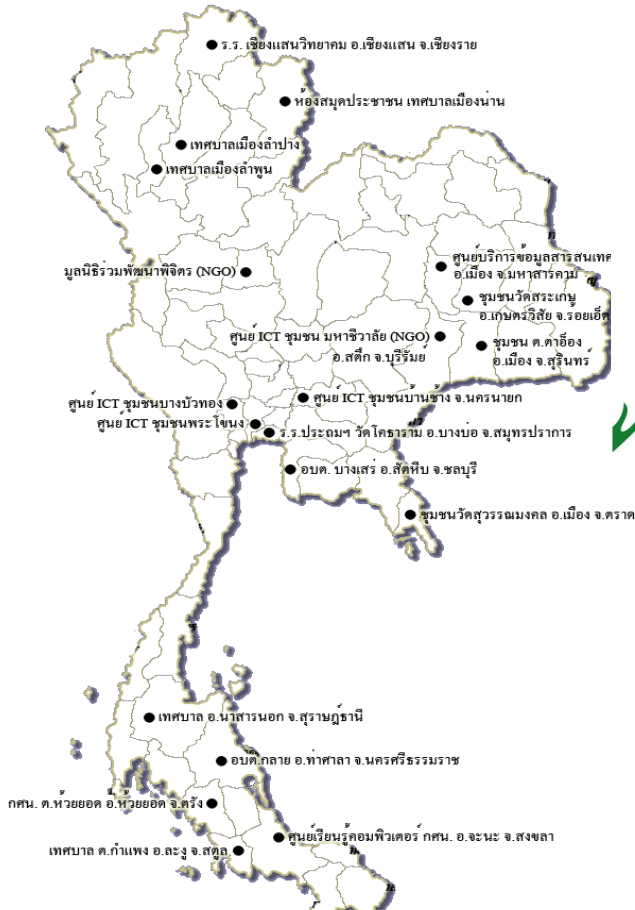 ร.ร. เชียงแสนวิทยาคม อ.เชียงแสน จ.เชียงราย
ห้องสมุดประชาชน เทศบาลเมืองน่าน
เทศบาลเมืองลำปาง
เทศบาลเมืองลำพูน
มูลนิธิร่วมพัฒนาพิจิตร (NGO)
ศูนย์บริการข้อมูลสารสนเทศ
อ.เมือง จ.มหาสารคาม
ชุมชนวัดสระเกษ
อ.เกษตรวิสัย จ.ร้อยเอ็ด
ศูนย์ ICT ชุมชน มหาชีวาลัย (NGO)
อ.สตึก จ.บุรีรัมย์
ชุมชน ต.ตาอ็อง
อ.เมือง จ.สุรินทร์
ศูนย์ ICT ชุมชนบ้านช้าง จ.นครนายก
ศูนย์ ICT ชุมชนบางบัวทอง
ศูนย์ ICT ชุมชนพระโขนง
ร.ร.ประถมฯ วัดโคธาราม อ.บางบ่อ จ.สมุทรปราการ
อบต. บางเสร่ อ.สัตหีบ จ.ชลบุรี
ชุมชนวัดสุวรรณมงคล อ.เมือง จ.ตราด
เทศบาล อ.นาสารนอก จ.สุราษฎ์ธานี
อบต.กลาย อ.ท่าศาลา จ.นครศรีธรรมราช
กศน. ต.ห้วยยอด อ.ห้วยยอด จ.ตรัง
ศูนย์เรียนรู้คอมพิวเตอร์ กศน. อ.จะนะ จ.สงขลา
เทศบาล ต.กำแพง อ.ละงู จ.สตูล